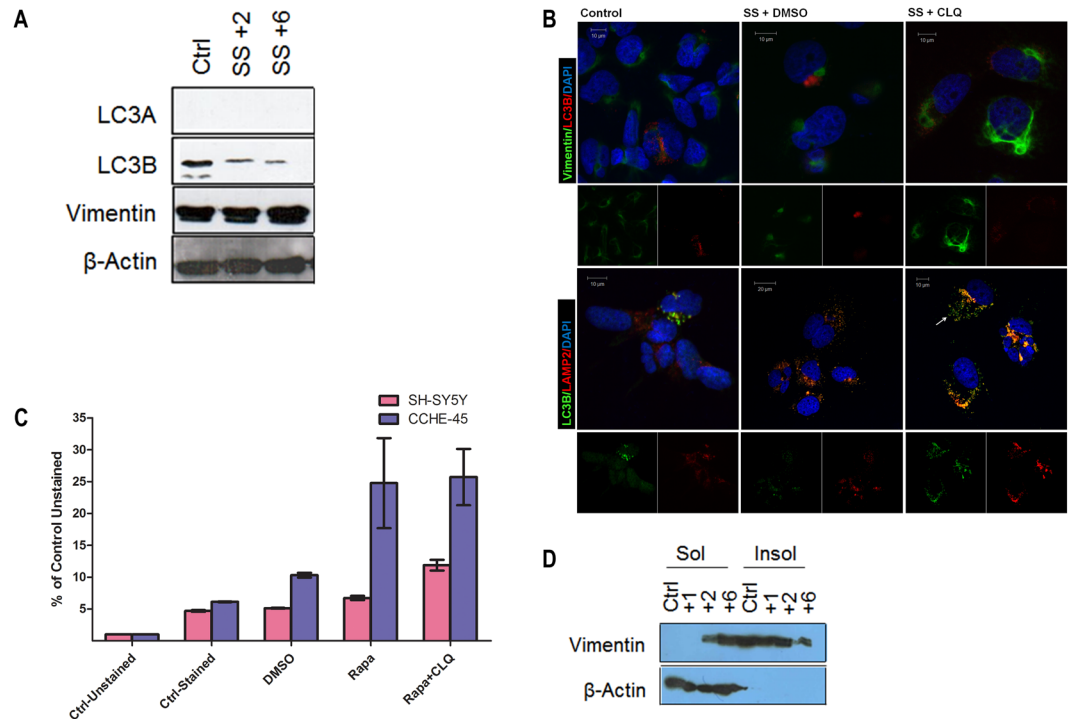 A
Ctrl
SS +2
SS +6
LC3A
LC3B
Vimentin
β-Actin
B
Control
SS + DMSO
SS + CLQ
Vimentin/LC3B/DAPI
10 µm
10 µm
10 µm
LC3B/LAMP2/DAPI
10 µm
20 µm
10 µm
C
SH-SY5Y
CCHE-45
% of Control Unstained
35
30
25
20
15
10
5
Ctrl-Unstained
Ctrl-Stained
DMSO
Rapa
Rapa+CLQ
D
Sol
Insol
Ctrl
+1
+2
+6
Ctrl
+1
+2
+6
Vimentin
β-Actin